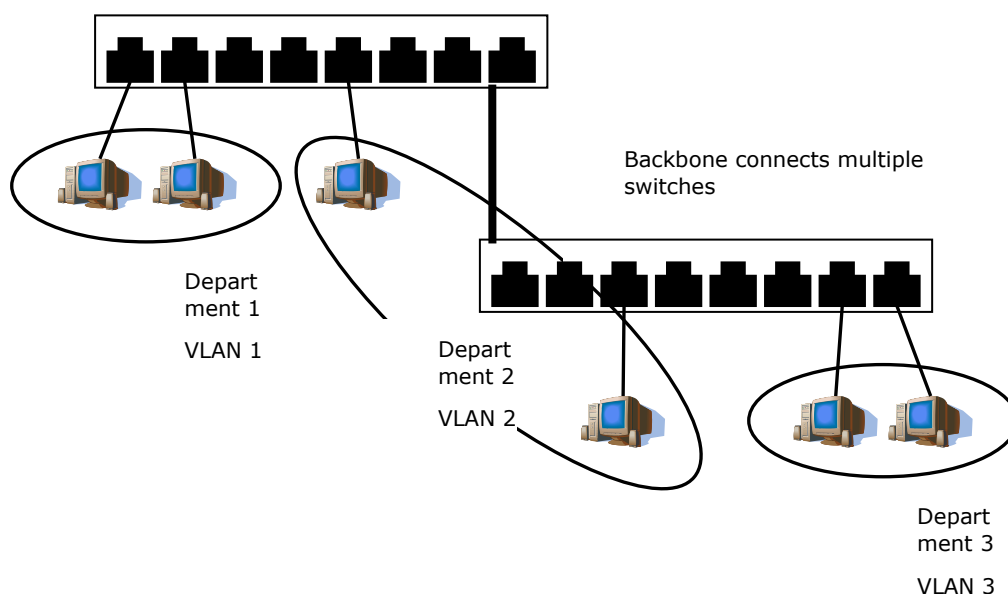 Backbone connects multiple
switches
Depart
ment 1
VLAN 1
Depart
ment 2
VLAN 2
Depart
ment 3
VLAN 3